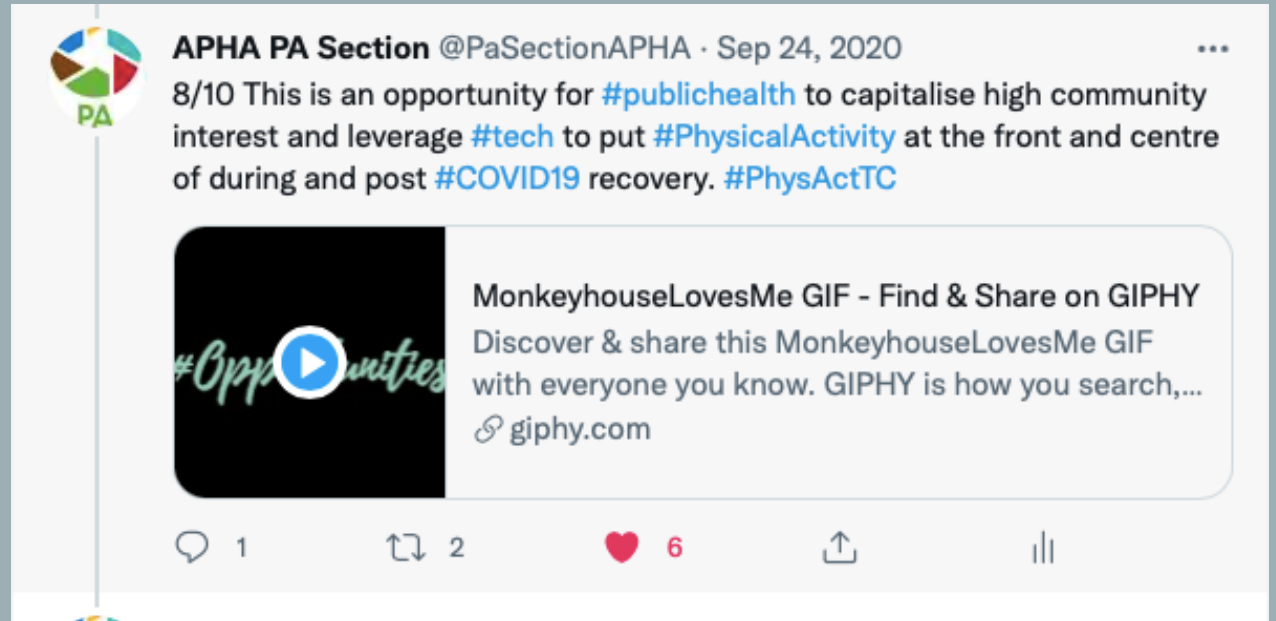 APHA PA Section @PaSectionAPHA · Sep 24, 2020
PA
8/10 This is an opportunity for #publichealth to capitalise high community
interest and leverage #tech to put #PhysicalActivity at the front and centre
of during and post #COVID19 recovery. #PhysActTC
MonkeyhouseLovesMe GIF - Find & Share on GIPHY
Discover & share this MonkeyhouseLovesMe GIF
with everyone you know. GIPHY is how you search,...
giphy.com
1 2 6